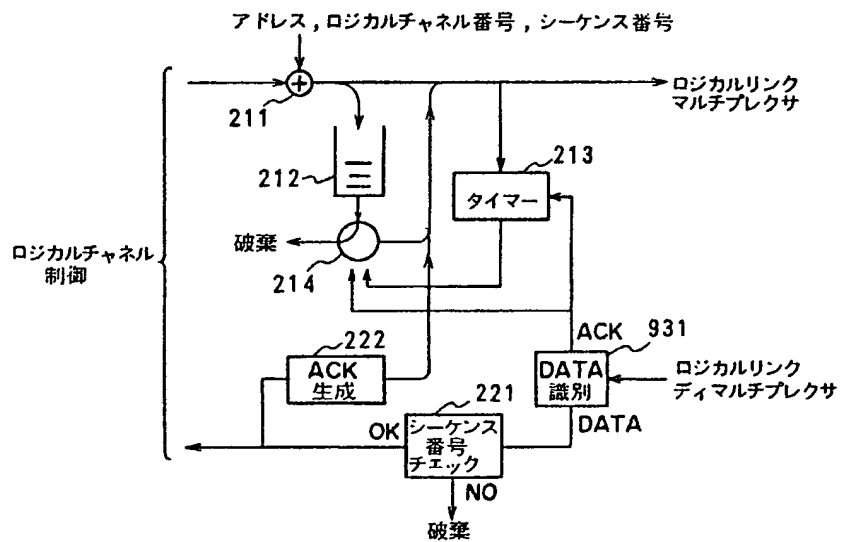 アドレス,ロジカルチャネル番号,シーケンス番号
ロジカルリンク
マルチプレクサ
211
213
212
タイマー
破棄
214
ロジカルチャネル
制御
222
ACK
生成
ACK
931
DATA
識別
ロジカルリンク
ディマルチプレクサ
221
OK
シーケンス
番号
チェック
DATA
NO
破棄